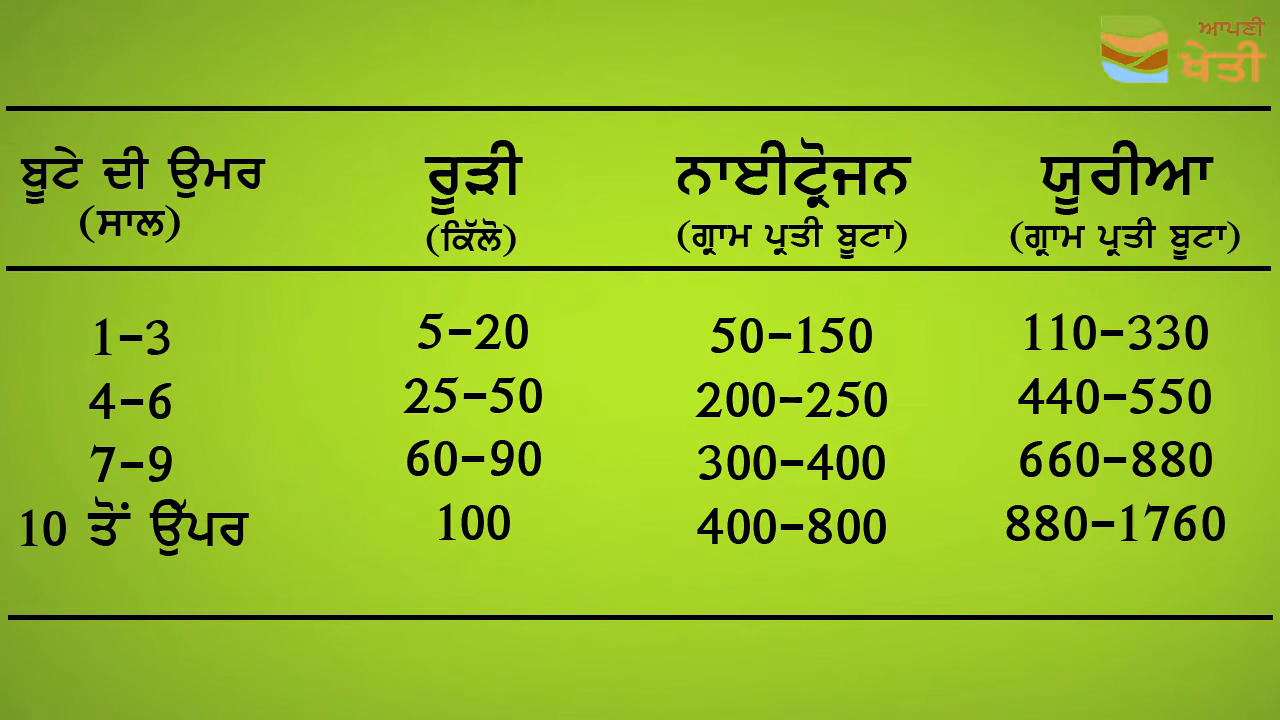 ਆਪਣੀ
ਖੇਤੀ
ਬੂਟੇ ਦੀ ਉਮਰ ਰੂੜੀ ਨਾਈਟ੍ਰੋਜਨ ਯੂਰੀਆ
(ਸਾਲ) (ਕਿੱਲੋ) (ਗ੍ਰਾਮ ਪ੍ਰਤੀ ਬੂਟਾ) (ਗ੍ਰਾਮ ਪ੍ਰਤੀ ਬੂਟਾ)
1-3 5-20 50-150 110-330
4-6 25-50 200-250 440-550
7-9 60-90 300-400 660-880
10 ਤੋਂ ਉੱਪਰ 100 400-800 880-1760